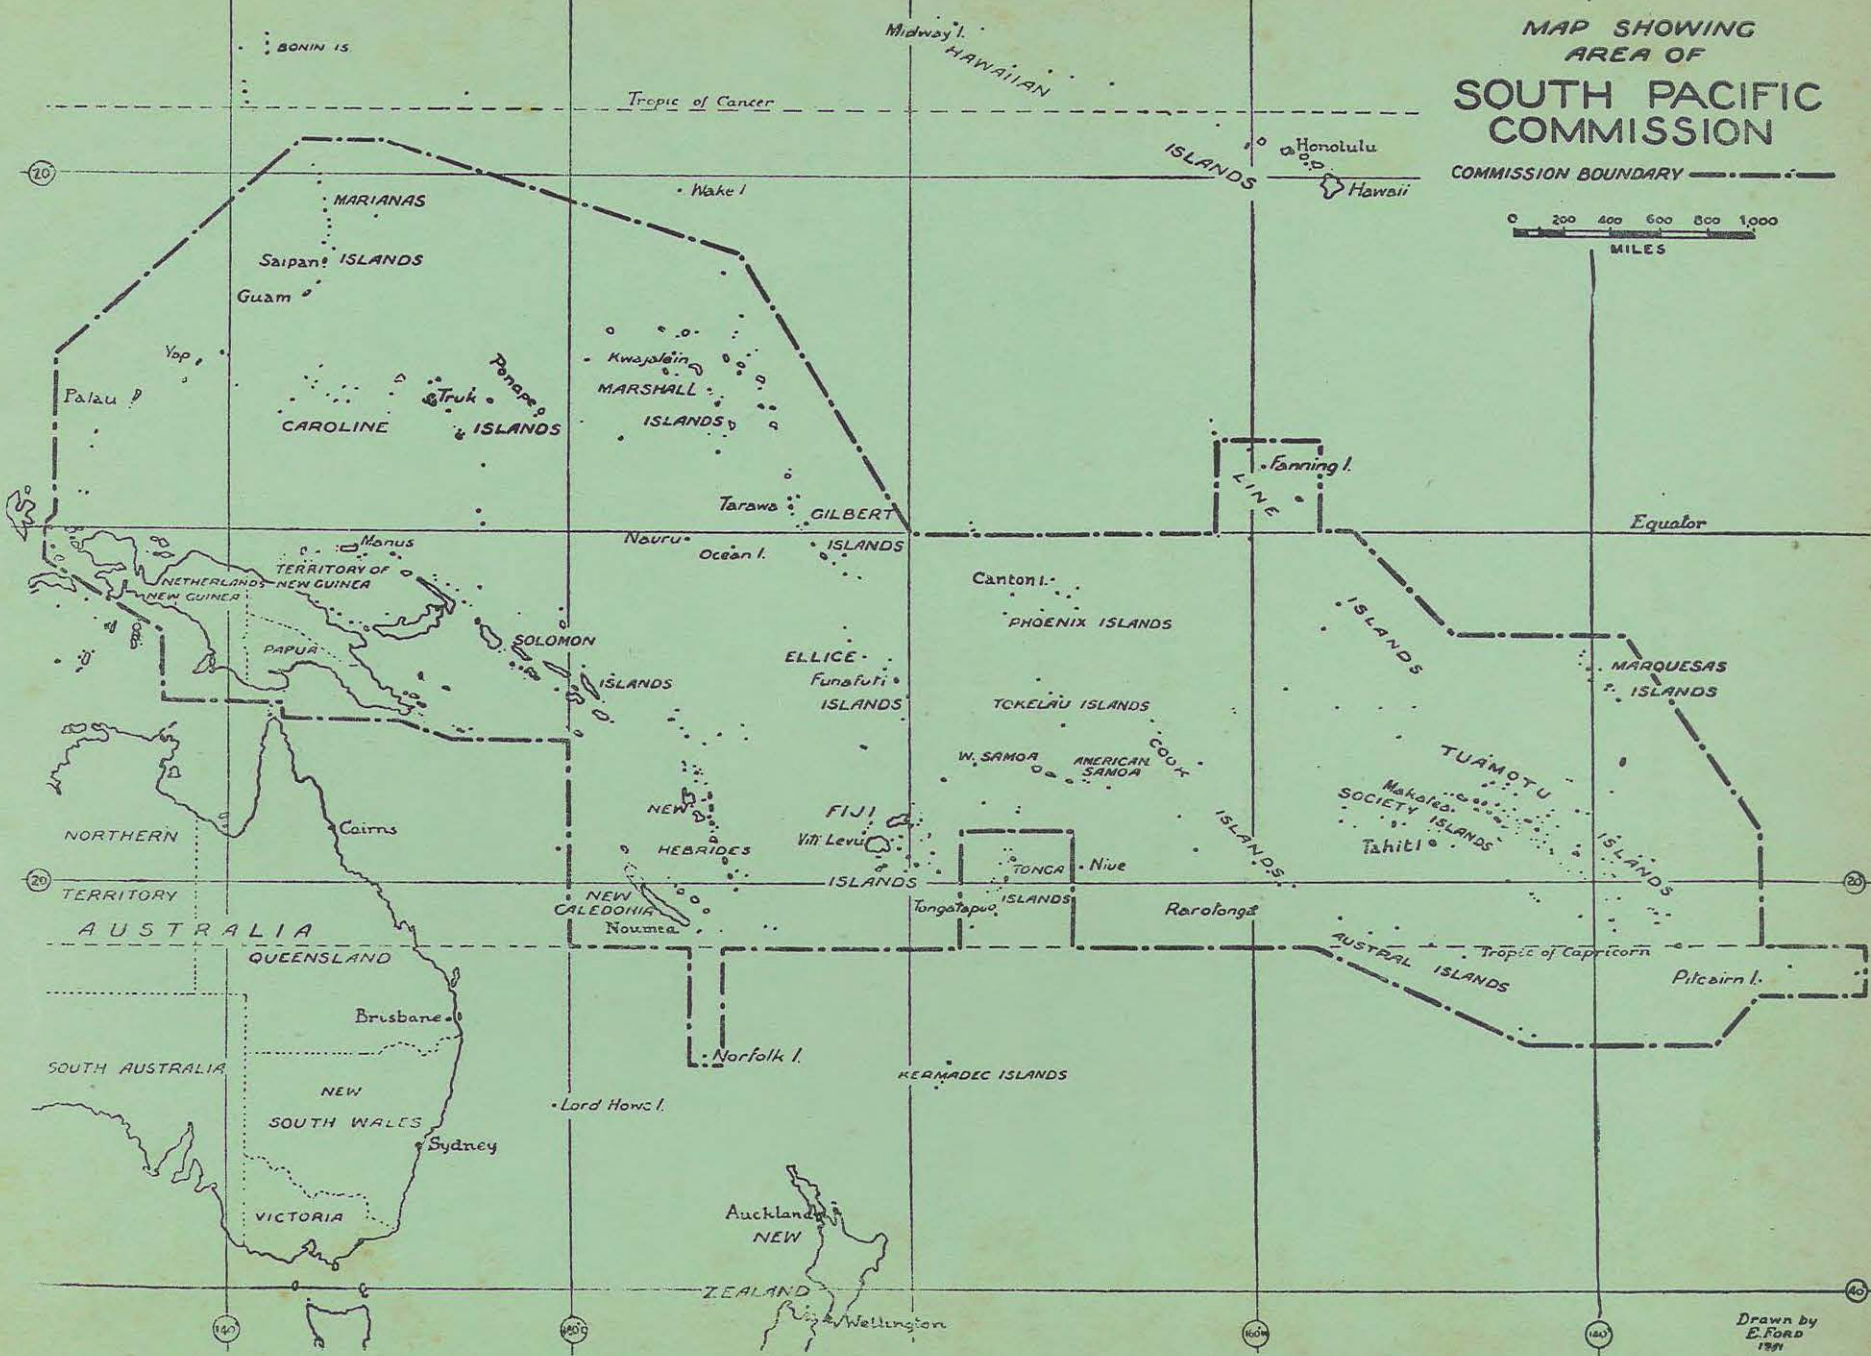 MAP SHOWING
AREA OF
SOUTH PACIFIC
COMMISSION
COMMISSION BOUNDARY
0 200 400 600 800 1,000
MILES
BONIN IS.
Midway I.
HAWAIIAN
ISLANDS
Tropic of Cancer
Honolulu
Hawaii
20
Wake I
MARIANAS
ISLANDS
Saipan
Guam
Yap
Palau
Truk
Ponape
CAROLINE
ISLANDS
Kwajalein
MARSHALL
ISLANDS
Fanning I.
LINE
ISLANDS
Tarawa
GILBERT
ISLANDS
Equator
Nauru
Ocean I.
Manus
TERRITORY OF
NEW GUINEA
NETHERLANDS
NEW GUINEA
PAPUA
SOLOMON
ISLANDS
Canton I.
PHOENIX ISLANDS
ELLICE
Funafuti
ISLANDS
TOKELAU ISLANDS
MARQUESAS
ISLANDS
W. SAMOA
AMERICAN
SAMOA
COOK
ISLANDS
TUAMOTU
ISLANDS
Makatea
SOCIETY ISLANDS
Tahiti
NEW
HEBRIDES
FIJI
Viti Levu
ISLANDS
TONGA
ISLANDS
Niue
Tongatapu
NEW
CALEDONIA
Noumea
Rarotonga
20
20
AUSTRAL ISLANDS
Tropic of Capricorn
Pitcairn I.
Cairns
NORTHERN
TERRITORY
AUSTRALIA
QUEENSLAND
Brisbane
SOUTH AUSTRALIA
NEW
SOUTH WALES
Sydney
VICTORIA
Norfolk I.
Lord Howe I.
KERMADEC ISLANDS
Auckland
NEW
ZEALAND
Wellington
40
140
160W
140
Drawn by
E. FORD